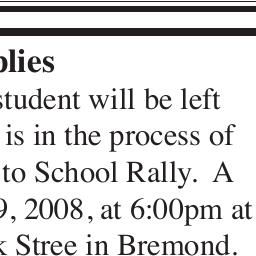 plies
student will be left
is in the process of
to School Rally. A
9, 2008, at 6:00pm at
k Stree in Bremond.